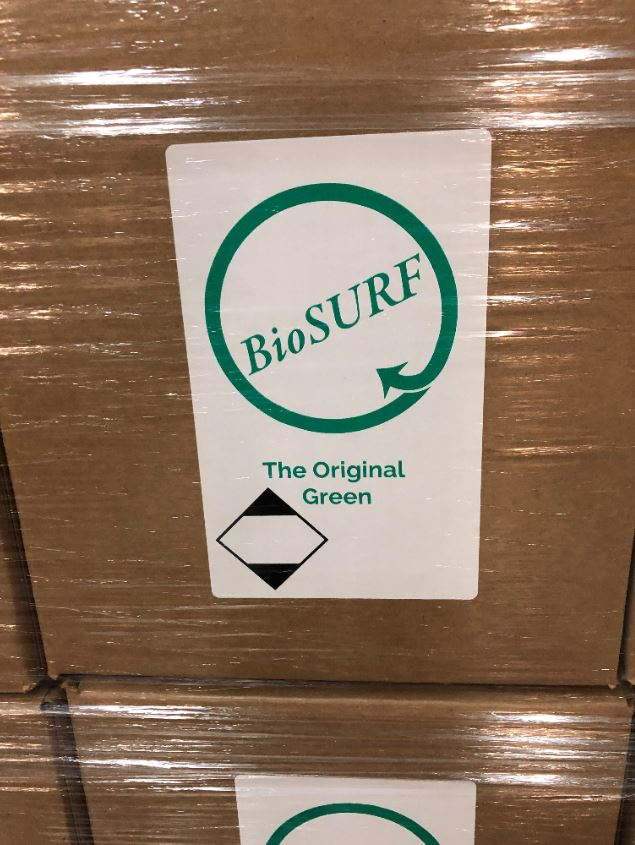 BioSURF
The Original
Green